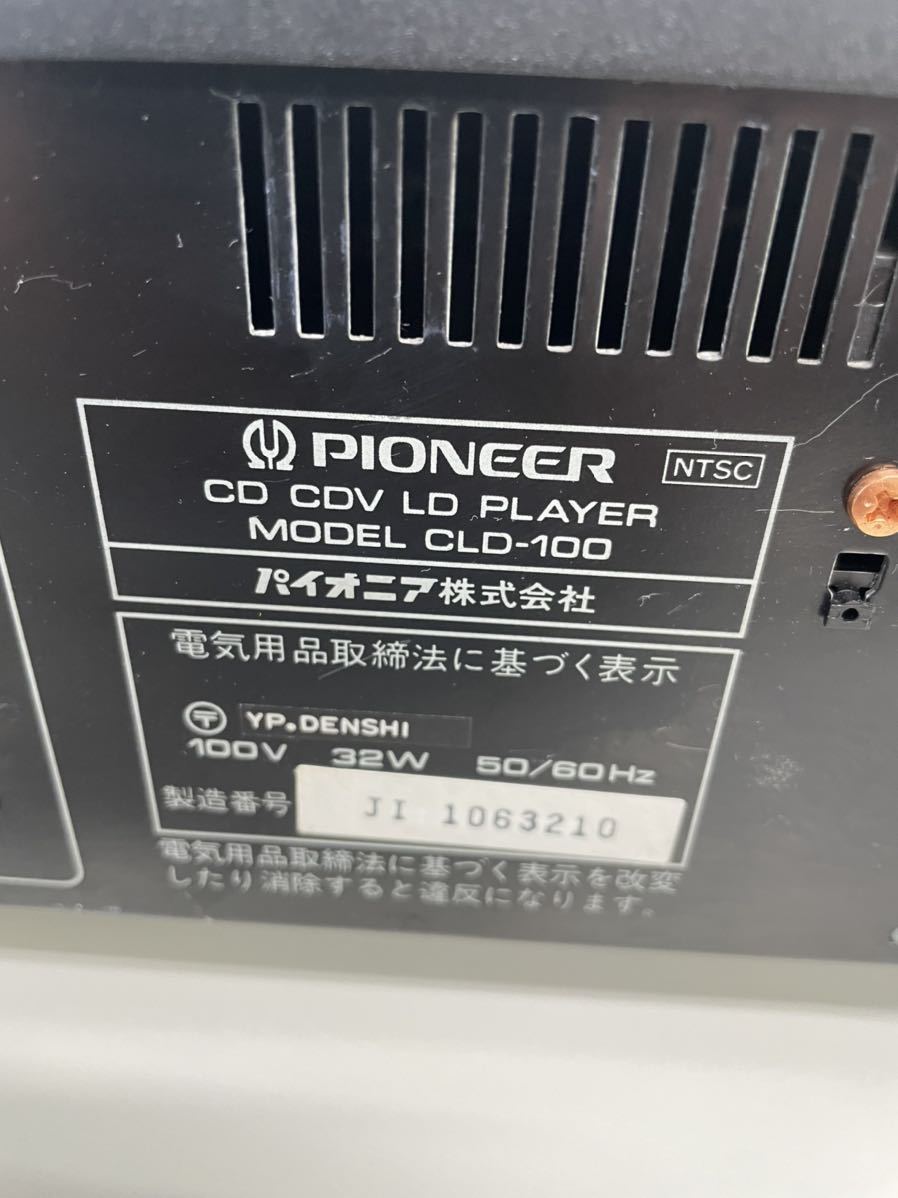 PIONEER NTSC
CD CDV LD PLAYER
MODEL CLD-100
パイオニア株式会社
電気用品取締法に基づく表示
〒 YP.DENSHI
100V 32W 50/60Hz
製造番号 JI 1063210
電気用品取締法に基づく表示を改変
したり消除すると違反になります。